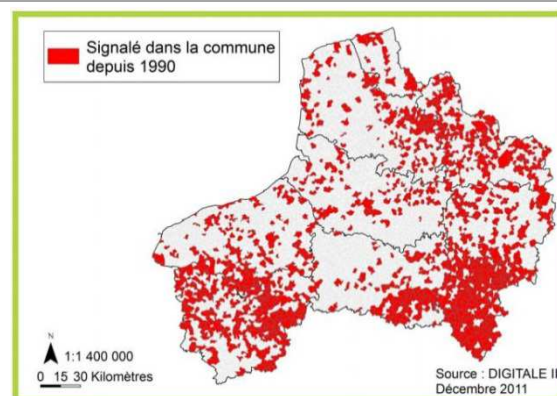 Signalé dans la commune
depuis 1990
N
1:1 400 000
0 15 30 Kilomètres
Source : DIGITALE II
Décembre 2011